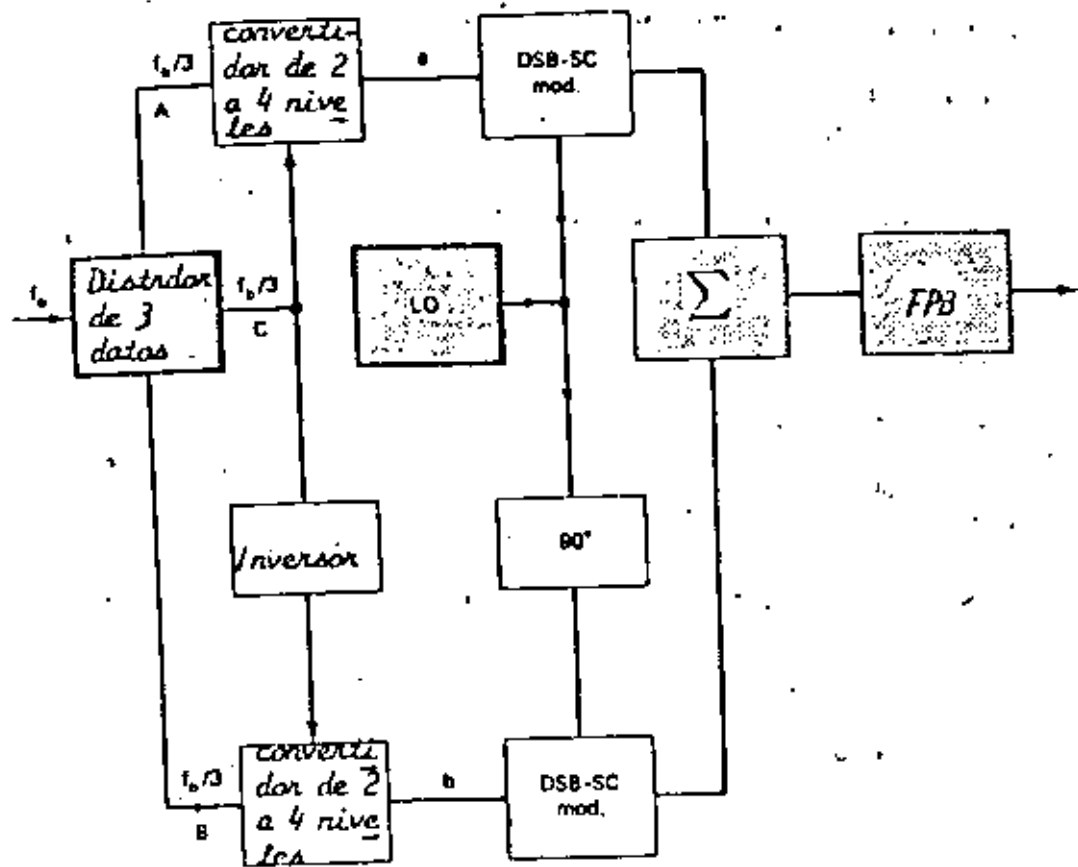 converti-
dor de 2
a 4 nive
les
f_b/3
A
a
DSB-SC
mod.
f_b
Distrdor
de 3
datos
f_b/3
C
LO
Σ
FPB
Inversor
90°
f_b/3
B
converti
dor de 2
a 4 nive
les
b
DSB-SC
mod.